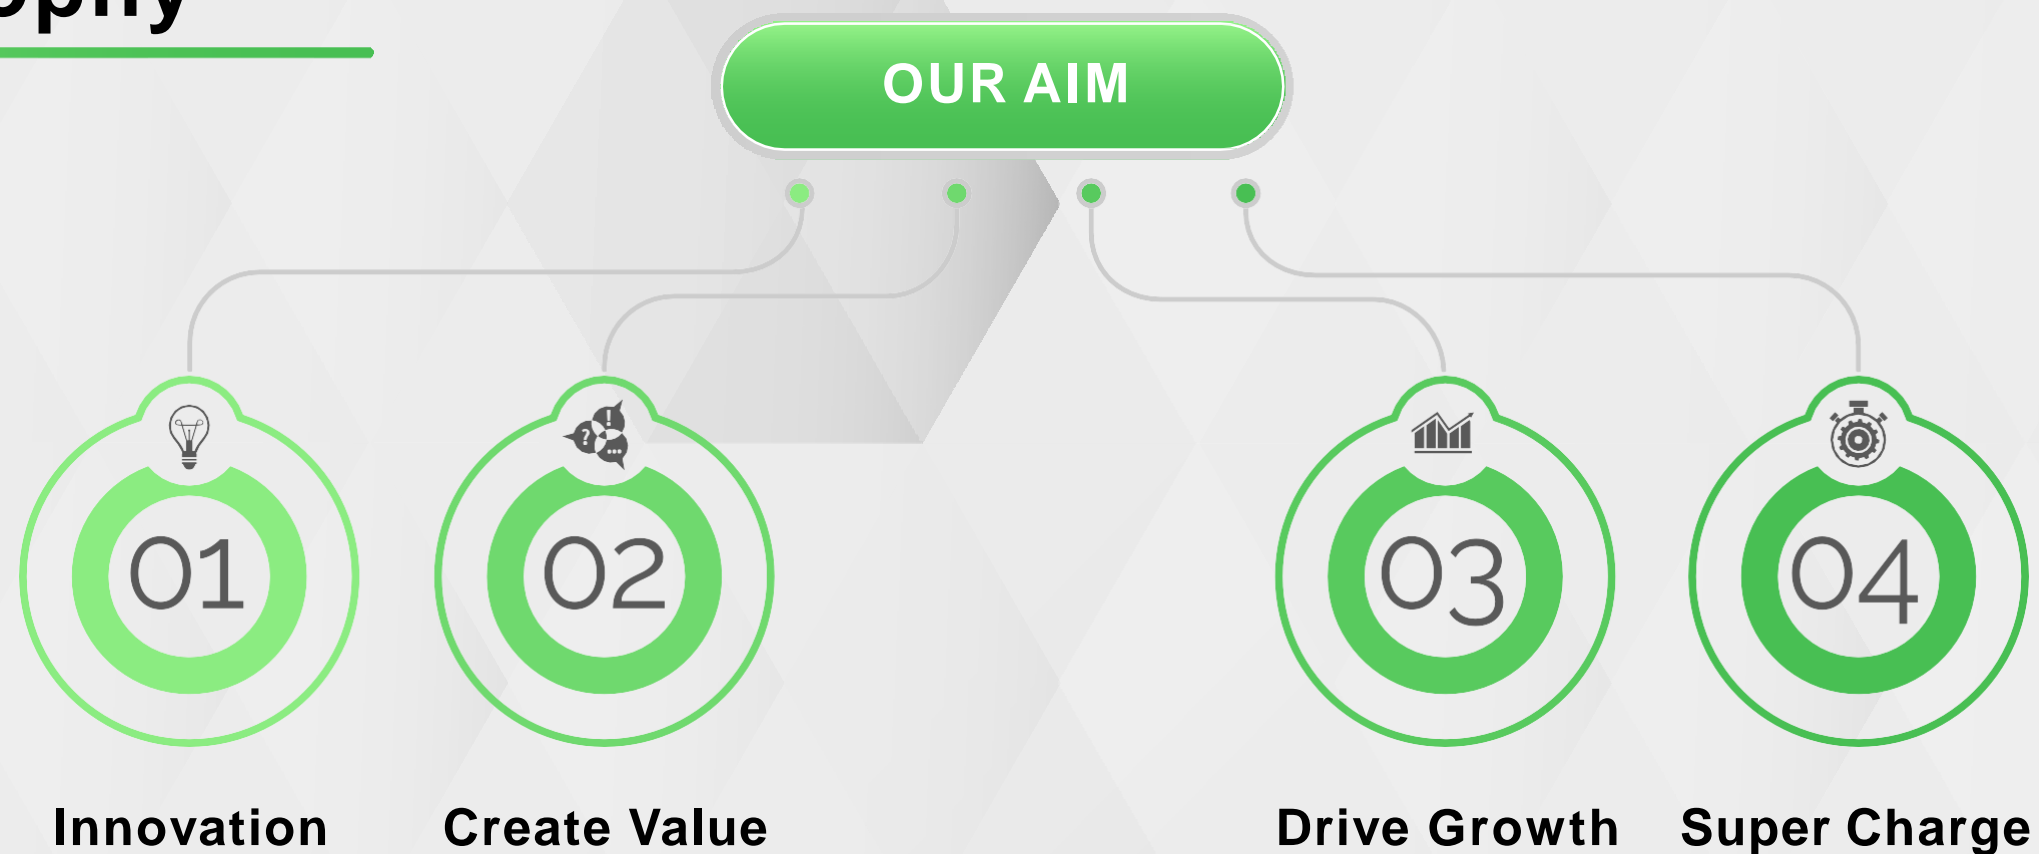 OUR AIM
01
02
03
04
Innovation
Create Value
Drive Growth
Super Charge